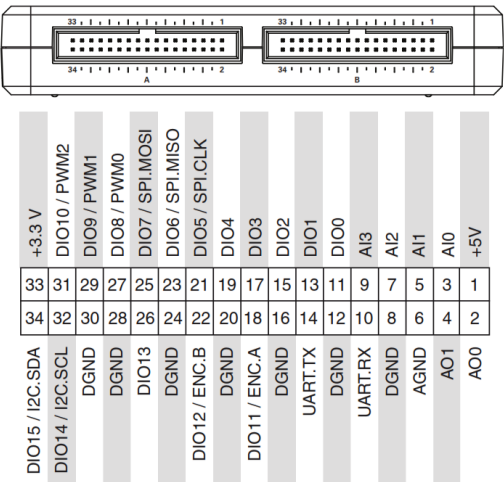 33 1 33 1
34 2 34 2
A B
+3.3 V
DIO10 / PWM2
DIO9 / PWM1
DIO8 / PWM0
DIO7 / SPI.MOSI
DIO6 / SPI.MISO
DIO5 / SPI.CLK
DIO4
DIO3
DIO2
DIO1
DIO0
AI3
AI2
AI1
AI0
+5V
33 31 29 27 25 23 21 19 17 15 13 11 9 7 5 3 1
34 32 30 28 26 24 22 20 18 16 14 12 10 8 6 4 2
DIO15 / I2C.SDA
DIO14 / I2C.SCL
DGND
DGND
DIO13
DGND
DIO12 / ENC.B
DGND
DIO11 / ENC.A
DGND
UART.TX
DGND
UART.RX
DGND
AGND
AO1
AO0